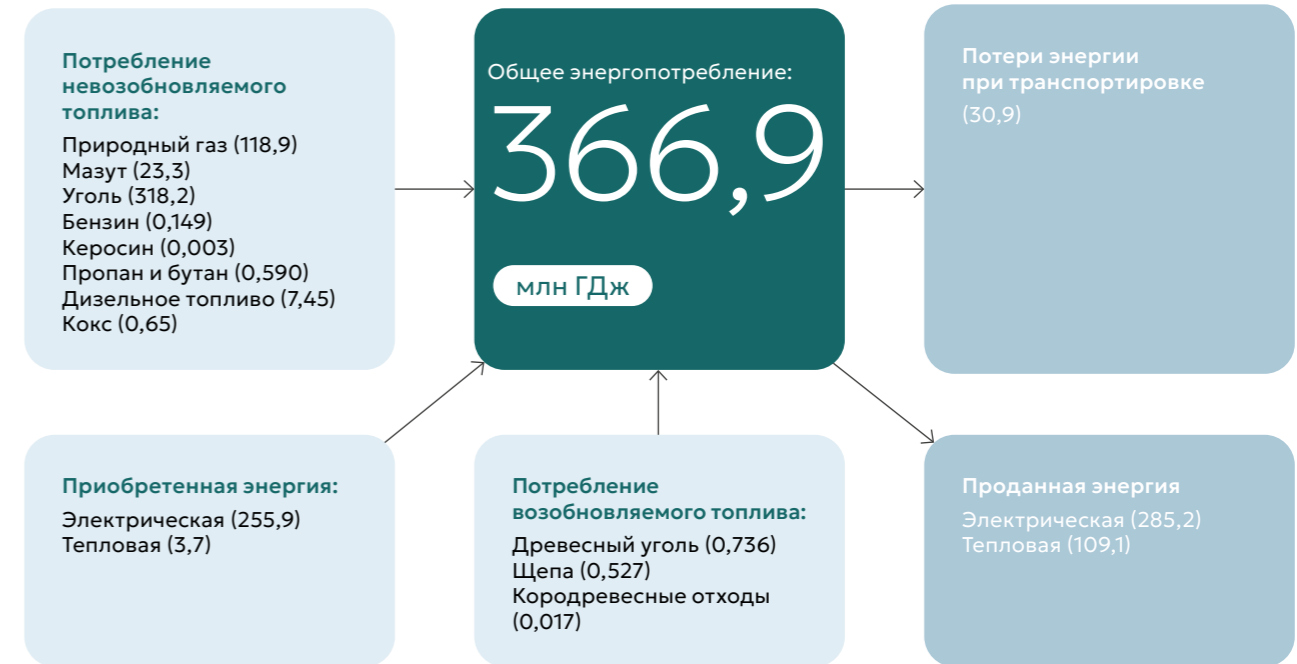 Потребление
невозобновляемого
топлива:
Природный газ (118,9)
Мазут (23,3)
Уголь (318,2)
Бензин (0,149)
Керосин (0,003)
Пропан и бутан (0,590)
Дизельное топливо (7,45)
Кокс (0,65)
Общее энергопотребление:
366,9
млн ГДж
Потери энергии
при транспортировке
(30,9)
Приобретенная энергия:
Электрическая (255,9)
Тепловая (3,7)
Потребление
возобновляемого топлива:
Древесный уголь (0,736)
Щепа (0,527)
Кородревесные отходы
(0,017)
Проданная энергия
Электрическая (285,2)
Тепловая (109,1)